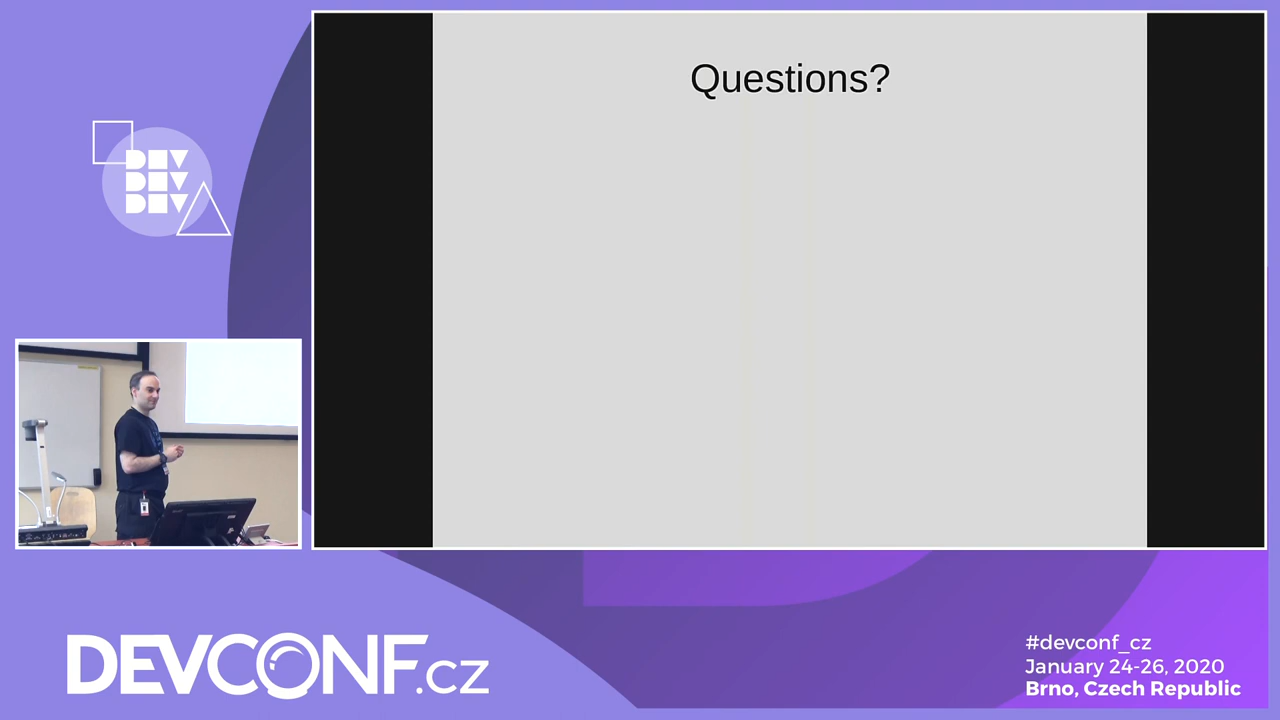 Questions?
DEV
DEV
DEV
DEVCONF.cz
#devconf_cz
January 24-26, 2020
Brno, Czech Republic